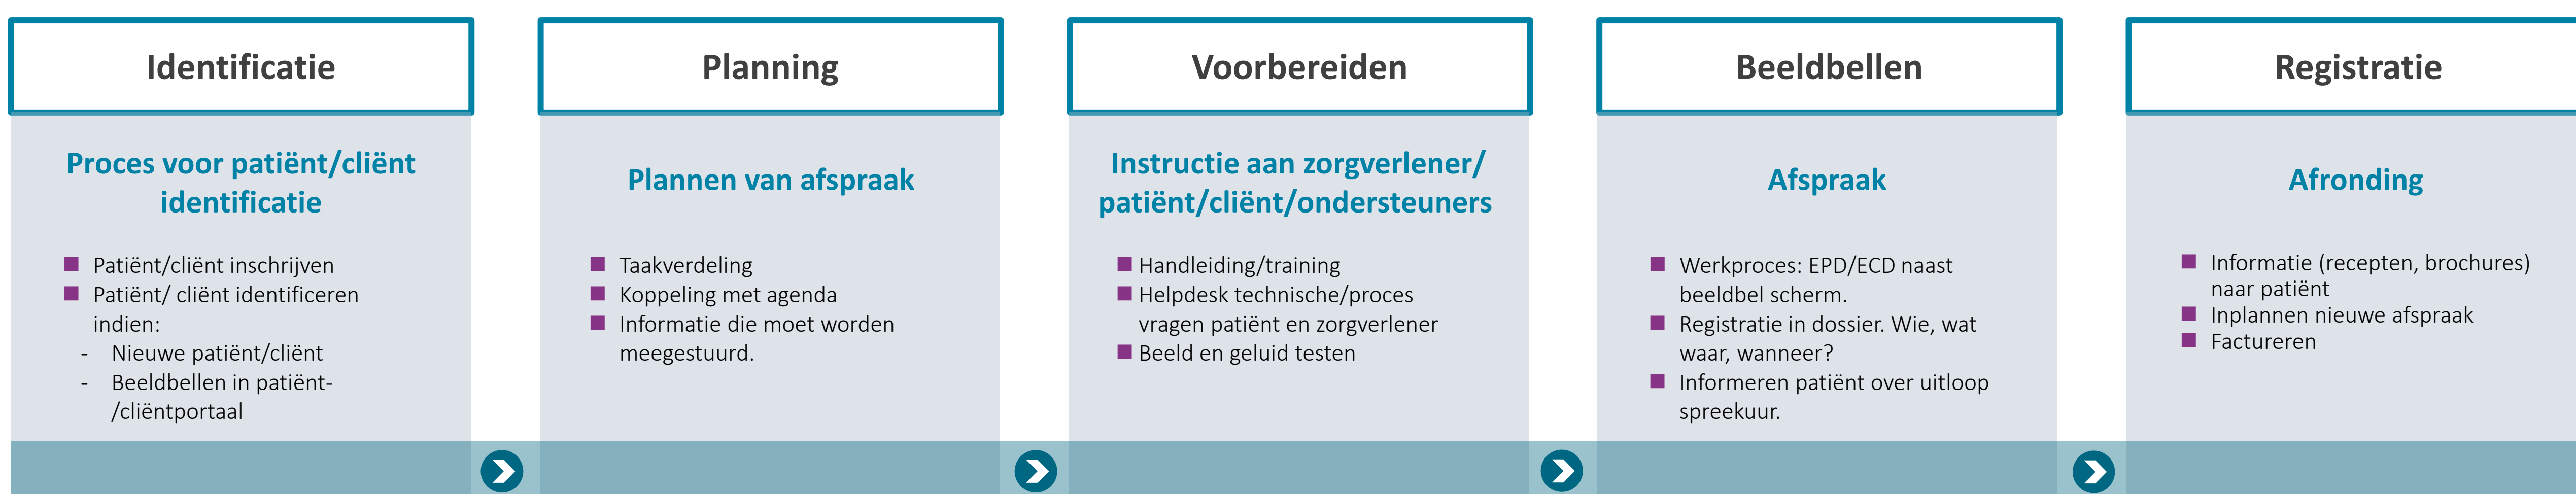 Identificatie
Proces voor patiënt/cliënt
identificatie
Patiënt/cliënt inschrijven
Patiënt/ cliënt identificeren
indien:
- Nieuwe patiënt/cliënt
- Beeldbellen in patiënt-
/cliëntportaal
Planning
Plannen van afspraak
Taakverdeling
Koppeling met agenda
Informatie die moet worden
meegestuurd.
Voorbereiden
Instructie aan zorgverlener/
patiënt/cliënt/ondersteuners
Handleiding/training
Helpdesk technische/proces
vragen patiënt en zorgverlener
Beeld en geluid testen
Beeldbellen
Afspraak
Werkproces: EPD/ECD naast
beeldbel scherm.
Registratie in dossier. Wie, wat
waar, wanneer?
Informeren patiënt over uitloop
spreekuur.
Registratie
Afronding
Informatie (recepten, brochures)
naar patiënt
Inplannen nieuwe afspraak
Factureren